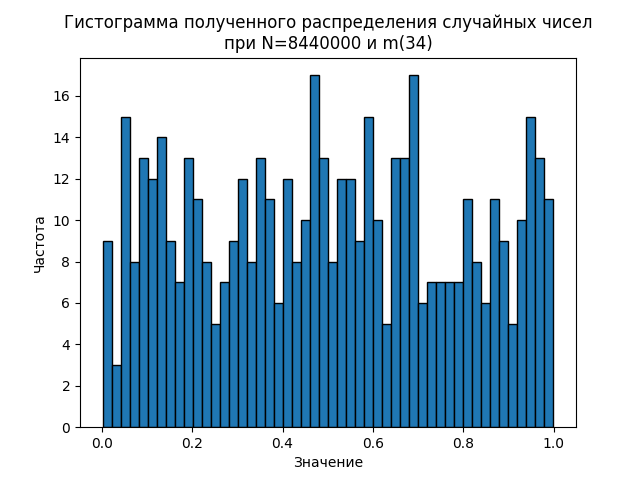 Гистограмма полученного распределения случайных чисел
при N=8440000 и m(34)
16
14
12
10
8
6
4
2
0
Частота
0.0 0.2 0.4 0.6 0.8 1.0
Значение